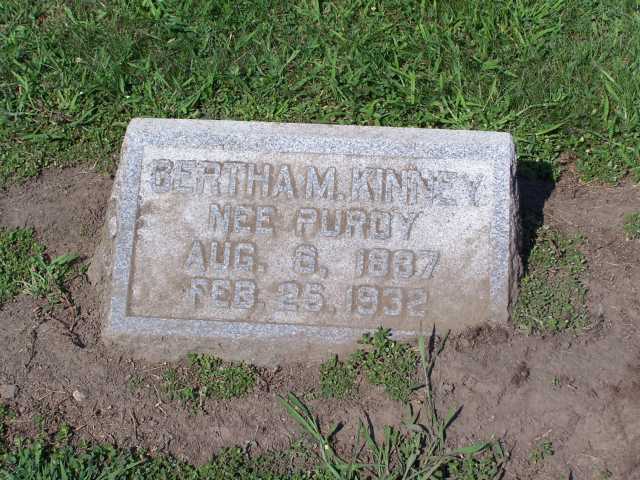 BERTHA M. KINNEY
NEE PURDY
AUG. 6, 1887
FEB. 25, 1932